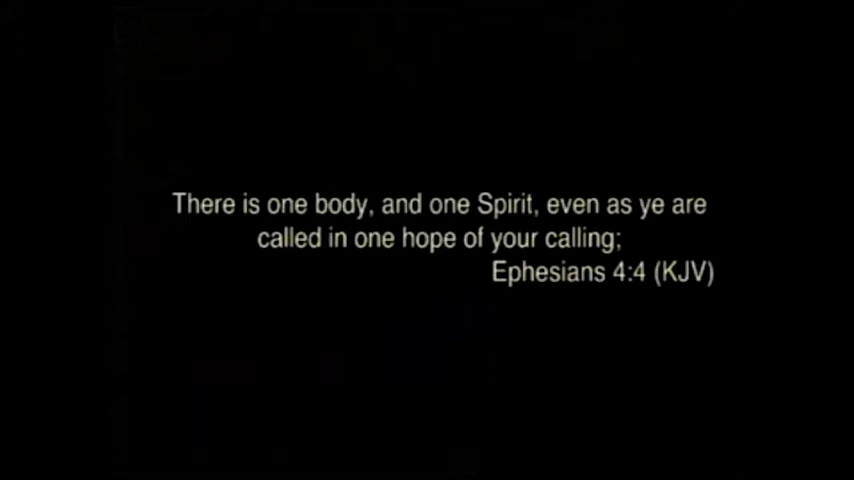 There is one body, and one Spirit, even as ye are
called in one hope of your calling;
Ephesians 4:4 (KJV)